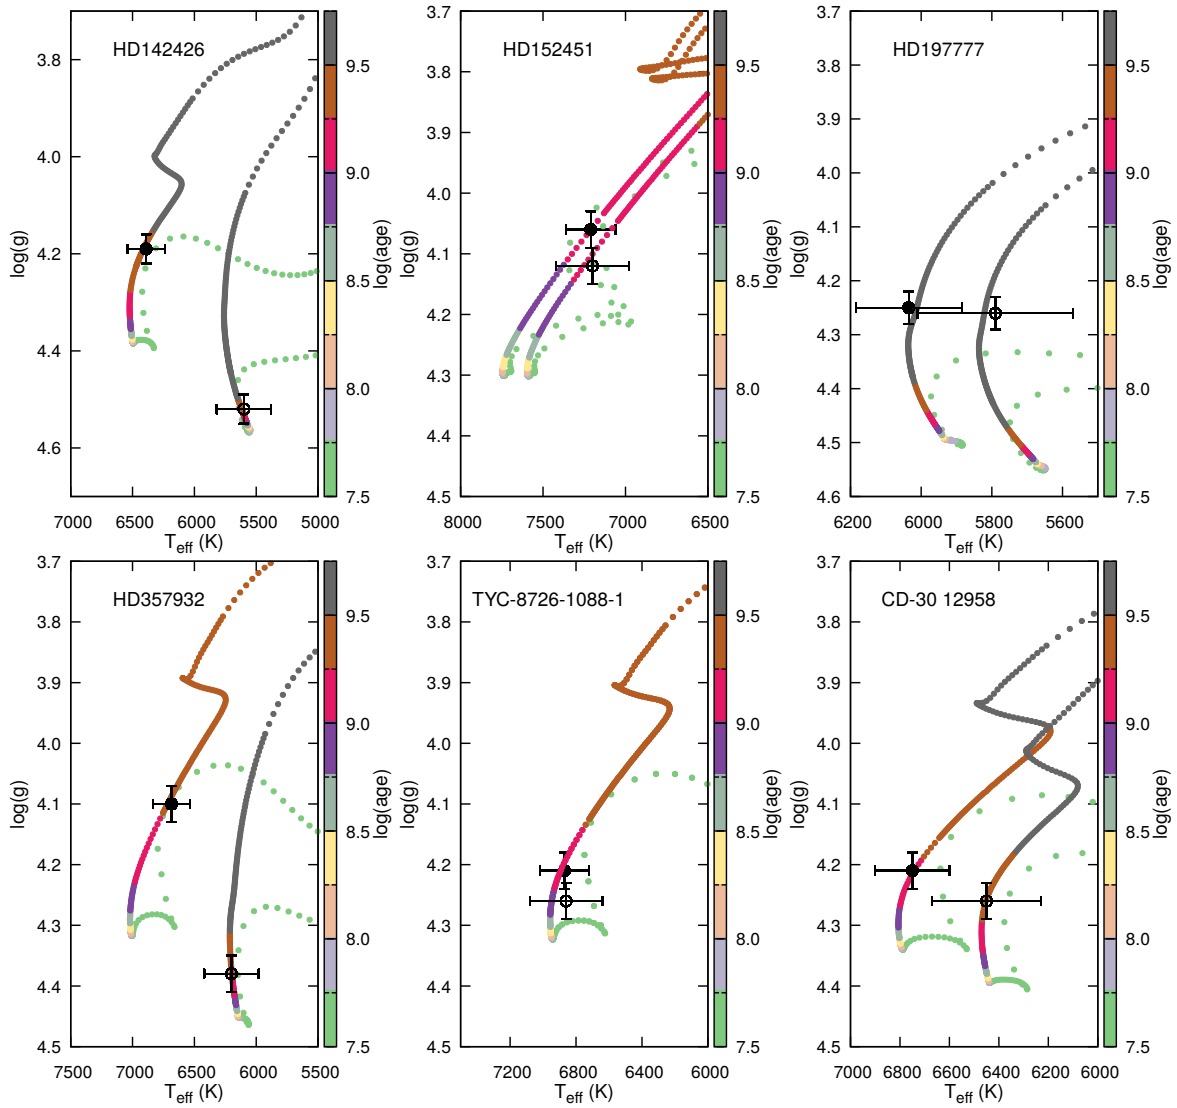 HD142426
3.8
4.0
4.2
4.4
4.6
log(g)
7000 6500 6000 5500 5000
T_eff (K)
9.5
9.0
8.5
8.0
7.5
log(age)
HD152451
3.7
3.8
3.9
4.0
4.1
4.2
4.3
4.4
4.5
log(g)
8000 7500 7000 6500
T_eff (K)
9.5
9.0
8.5
8.0
7.5
log(age)
HD197777
3.7
3.8
3.9
4.0
4.1
4.2
4.3
4.4
4.5
4.6
log(g)
6200 6000 5800 5600
T_eff (K)
9.5
9.0
8.5
8.0
7.5
log(age)
HD357932
3.7
3.8
3.9
4.0
4.1
4.2
4.3
4.4
4.5
log(g)
7500 7000 6500 6000 5500 5000
T_eff (K)
9.5
9.0
8.5
8.0
7.5
log(age)
TYC-8726-1088-1
3.7
3.8
3.9
4.0
4.1
4.2
4.3
4.4
4.5
log(g)
7200 6800 6400 6000
T_eff (K)
9.5
9.0
8.5
8.0
7.5
log(age)
CD-30 12958
3.7
3.8
3.9
4.0
4.1
4.2
4.3
4.4
4.5
log(g)
7000 6800 6600 6400 6200 6000
T_eff (K)
9.5
9.0
8.5
8.0
7.5
log(age)